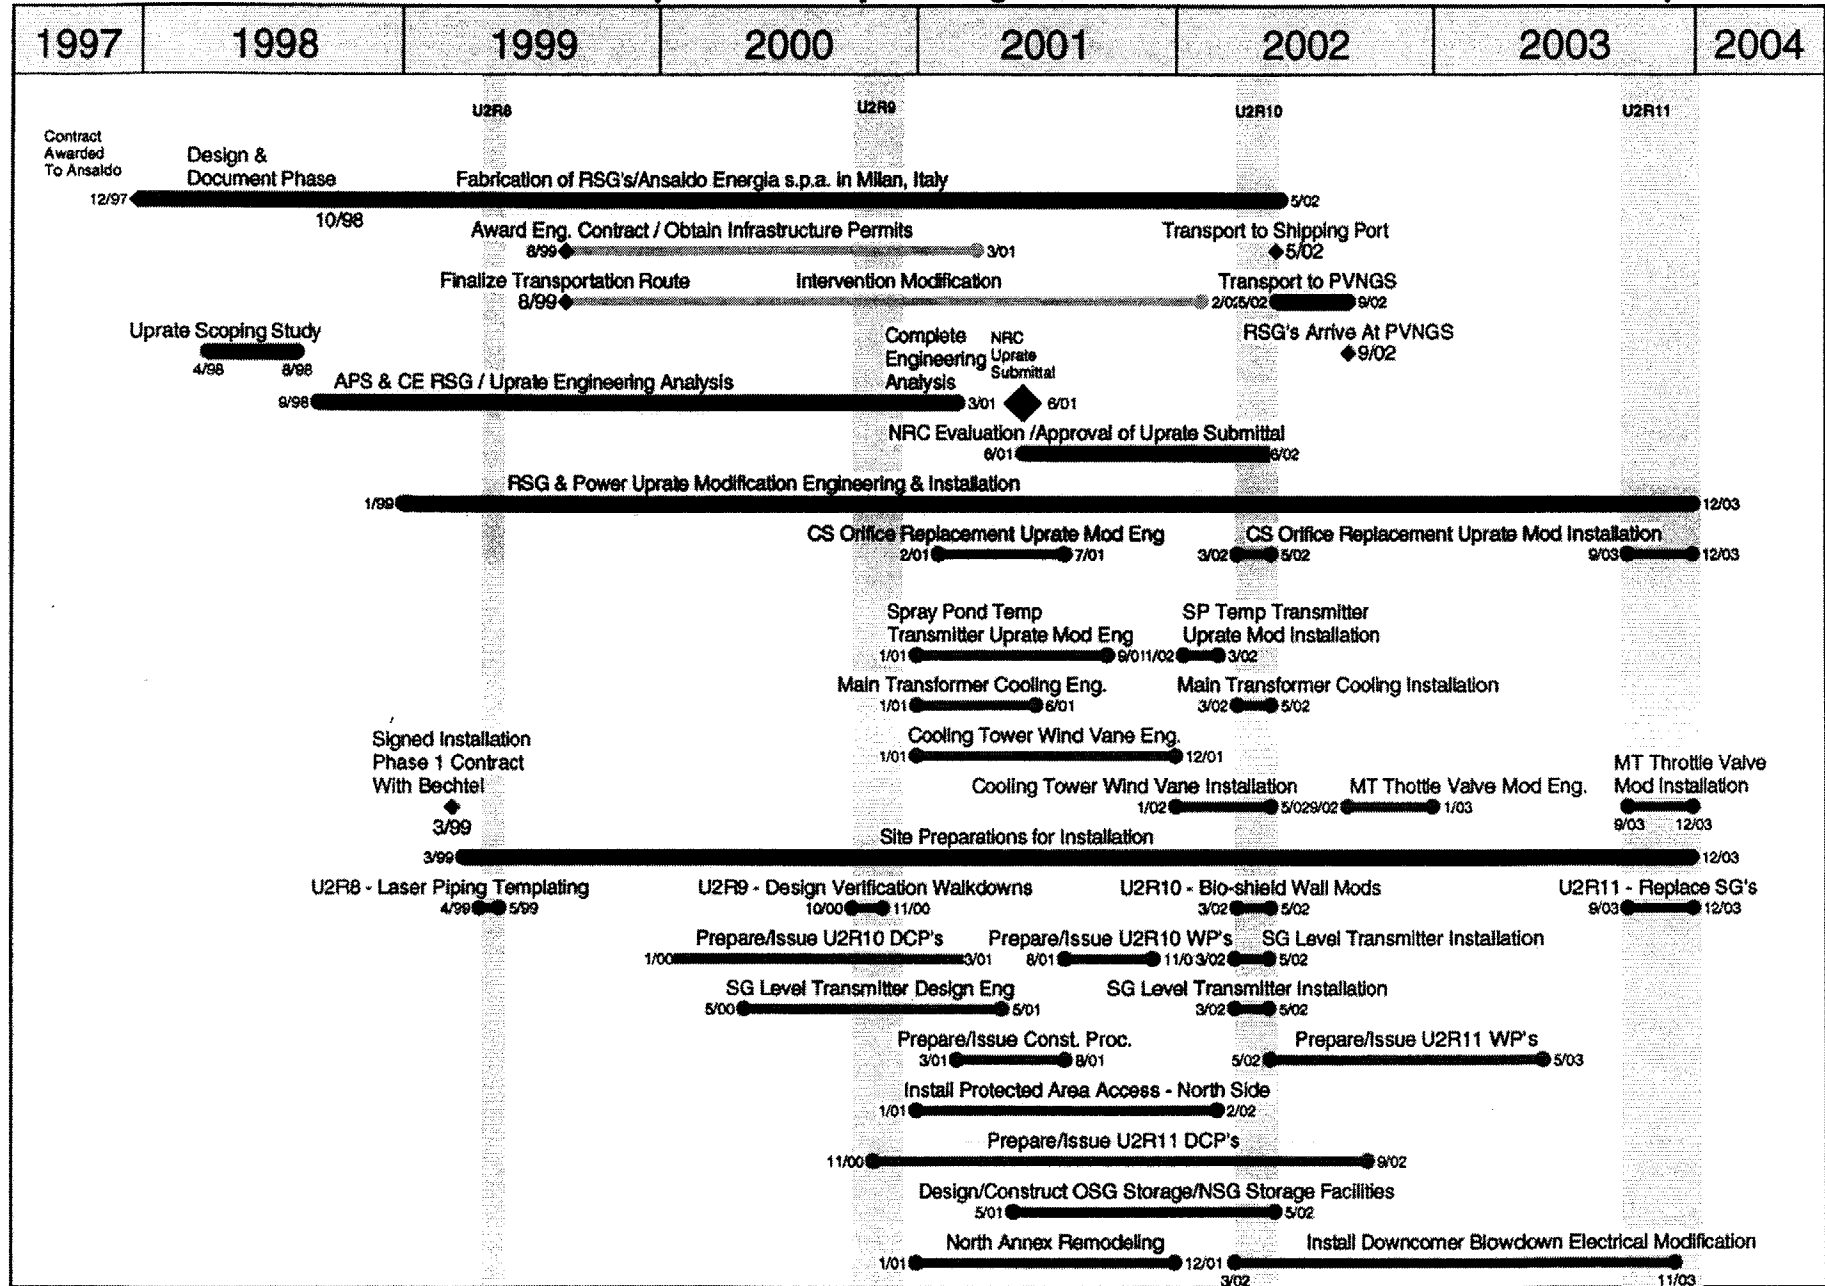 1997 1998 1999 2000 2001 2002 2003 2004
U2R8 U2R9 U2R10 U2R11
Contract
Awarded
To Ansaldo
Design &
Document Phase
Fabrication of RSG's/Ansaldo Energia s.p.a. in Milan, Italy
12/97 5/02
10/98
Award Eng. Contract / Obtain Infrastructure Permits Transport to Shipping Port
8/99 3/01 5/02
Finalize Transportation Route Intervention Modification Transport to PVNGS
8/99 2/02 5/02 9/02
Uprate Scoping Study
4/98 8/98
Complete
Engineering
Analysis
NRC
Uprate
Submittal
RSG's Arrive At PVNGS
9/02
APS & CE RSG / Uprate Engineering Analysis
9/98 3/01 6/01
NRC Evaluation /Approval of Uprate Submittal
6/01 6/02
RSG & Power Uprate Modification Engineering & Installation
1/99 12/03
CS Orifice Replacement Uprate Mod Eng CS Orifice Replacement Uprate Mod Installation
2/01 7/01 3/02 5/02 9/03 12/03
Spray Pond Temp
Transmitter Uprate Mod Eng
SP Temp Transmitter
Uprate Mod Installation
1/01 9/01 1/02 3/02
Main Transformer Cooling Eng. Main Transformer Cooling Installation
1/01 6/01 3/02 5/02
Signed Installation
Phase 1 Contract
With Bechtel
3/99
Cooling Tower Wind Vane Eng.
1/01 12/01
Cooling Tower Wind Vane Installation MT Thottle Valve Mod Eng.
1/02 5/02 9/02 1/03
MT Throttle Valve
Mod Installation
9/03 12/03
Site Preparations for Installation
3/99 12/03
U2R8 - Laser Piping Templating U2R9 - Design Verification Walkdowns U2R10 - Bio-shield Wall Mods U2R11 - Replace SG's
4/99 5/99 10/00 11/00 3/02 5/02 9/03 12/03
Prepare/Issue U2R10 DCP's Prepare/Issue U2R10 WP's SG Level Transmitter Installation
1/00 3/01 8/01 11/0 3/02 5/02
SG Level Transmitter Design Eng SG Level Transmitter Installation
5/00 5/01 3/02 5/02
Prepare/Issue Const. Proc. Prepare/Issue U2R11 WP's
3/01 8/01 5/02 5/03
Install Protected Area Access - North Side
1/01 2/02
Prepare/Issue U2R11 DCP's
11/00 9/02
Design/Construct OSG Storage/NSG Storage Facilities
5/01 5/02
North Annex Remodeling Install Downcomer Blowdown Electrical Modification
1/01 12/01 3/02 11/03